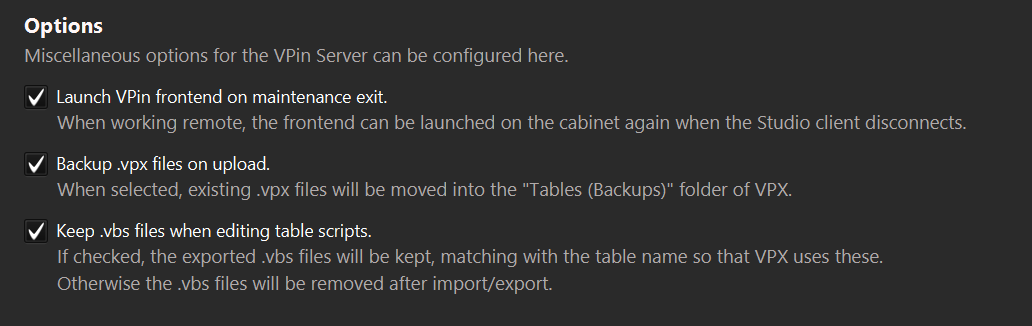 Options
Miscellaneous options for the VPin Server can be configured here.
Launch VPin frontend on maintenance exit.
When working remote, the frontend can be launched on the cabinet again when the Studio client disconnects.
Backup .vpx files on upload.
When selected, existing .vpx files will be moved into the "Tables (Backups)" folder of VPX.
Keep .vbs files when editing table scripts.
If checked, the exported .vbs files will be kept, matching with the table name so that VPX uses these.
Otherwise the .vbs files will be removed after import/export.